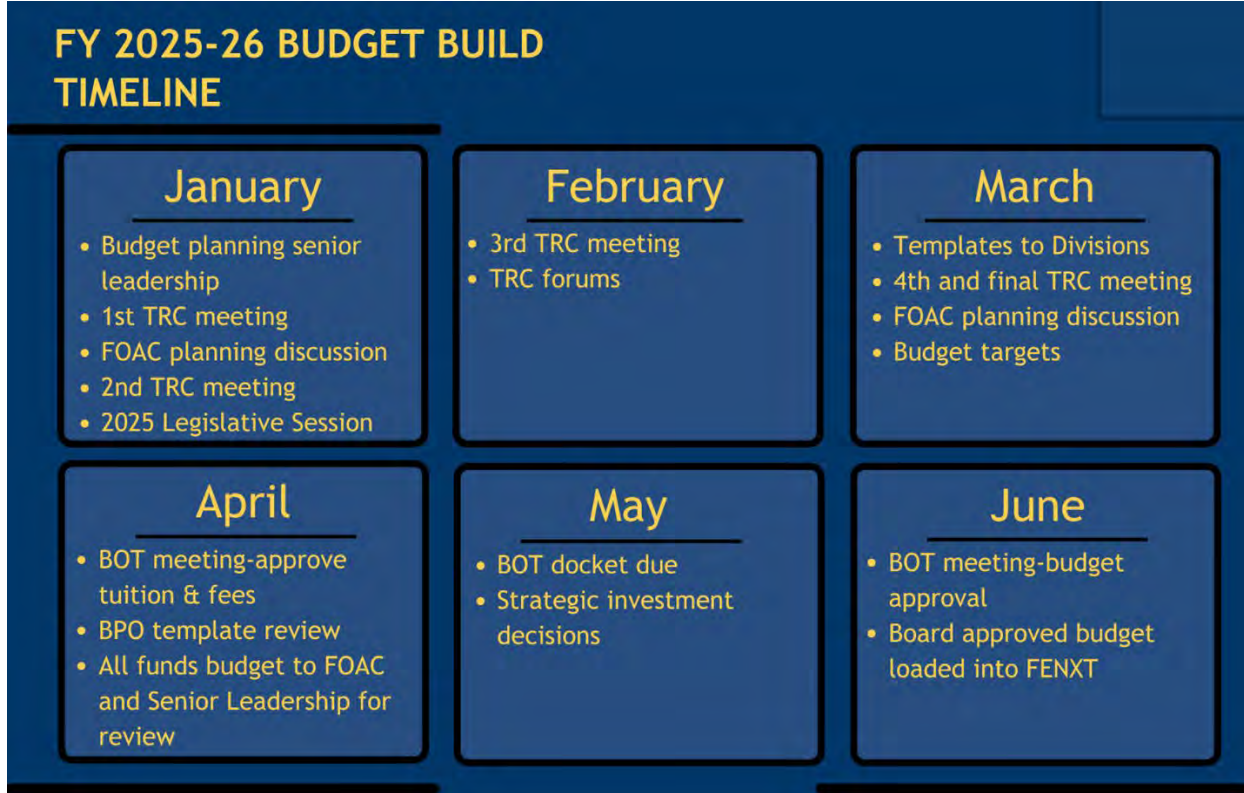 FY 2025-26 BUDGET BUILD
TIMELINE
January
• Budget planning senior
leadership
• 1st TRC meeting
• FOAC planning discussion
• 2nd TRC meeting
• 2025 Legislative Session
February
• 3rd TRC meeting
• TRC forums
March
• Templates to Divisions
• 4th and final TRC meeting
• FOAC planning discussion
• Budget targets
April
• BOT meeting-approve
tuition & fees
• BPO template review
• All funds budget to FOAC
and Senior Leadership for
review
May
• BOT docket due
• Strategic investment
decisions
June
• BOT meeting-budget
approval
• Board approved budget
loaded into FENXT